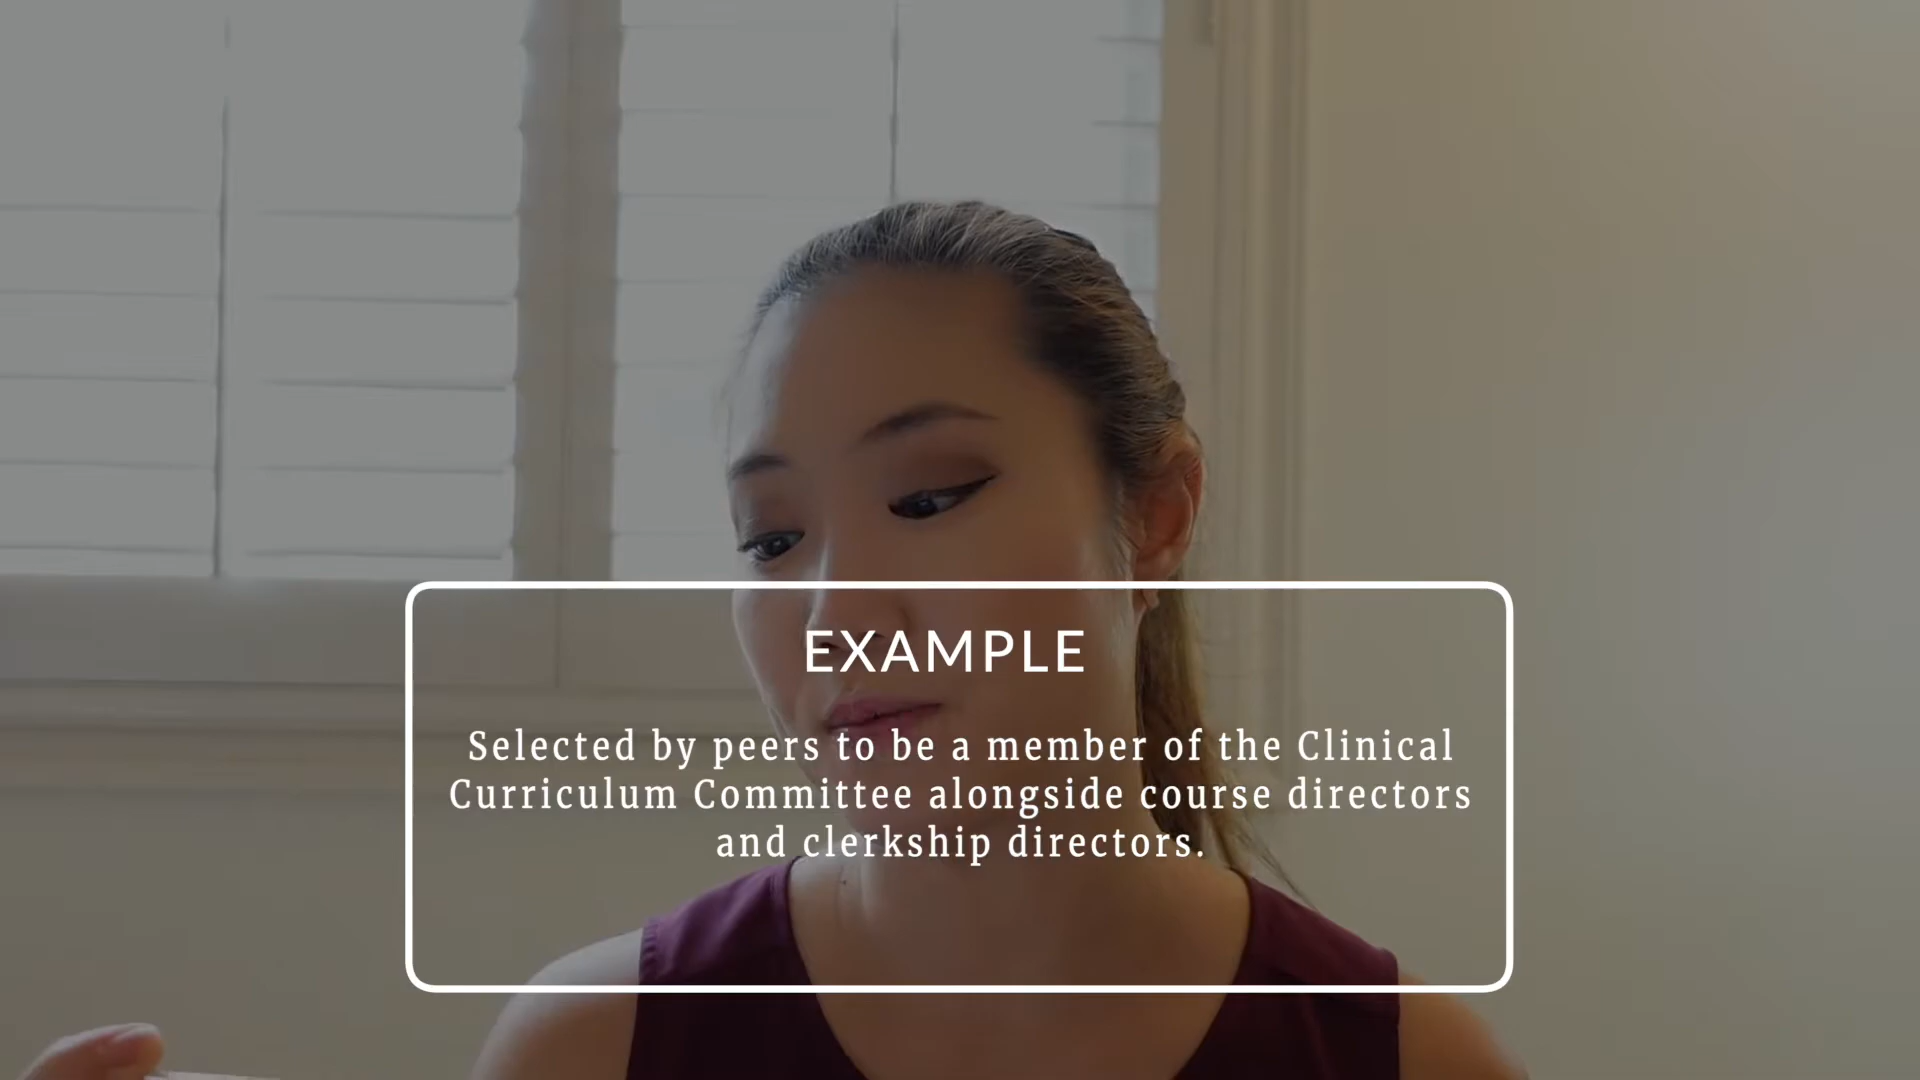 EXAMPLE
Selected by peers to be a member of the Clinical
Curriculum Committee alongside course directors
and clerkship directors.